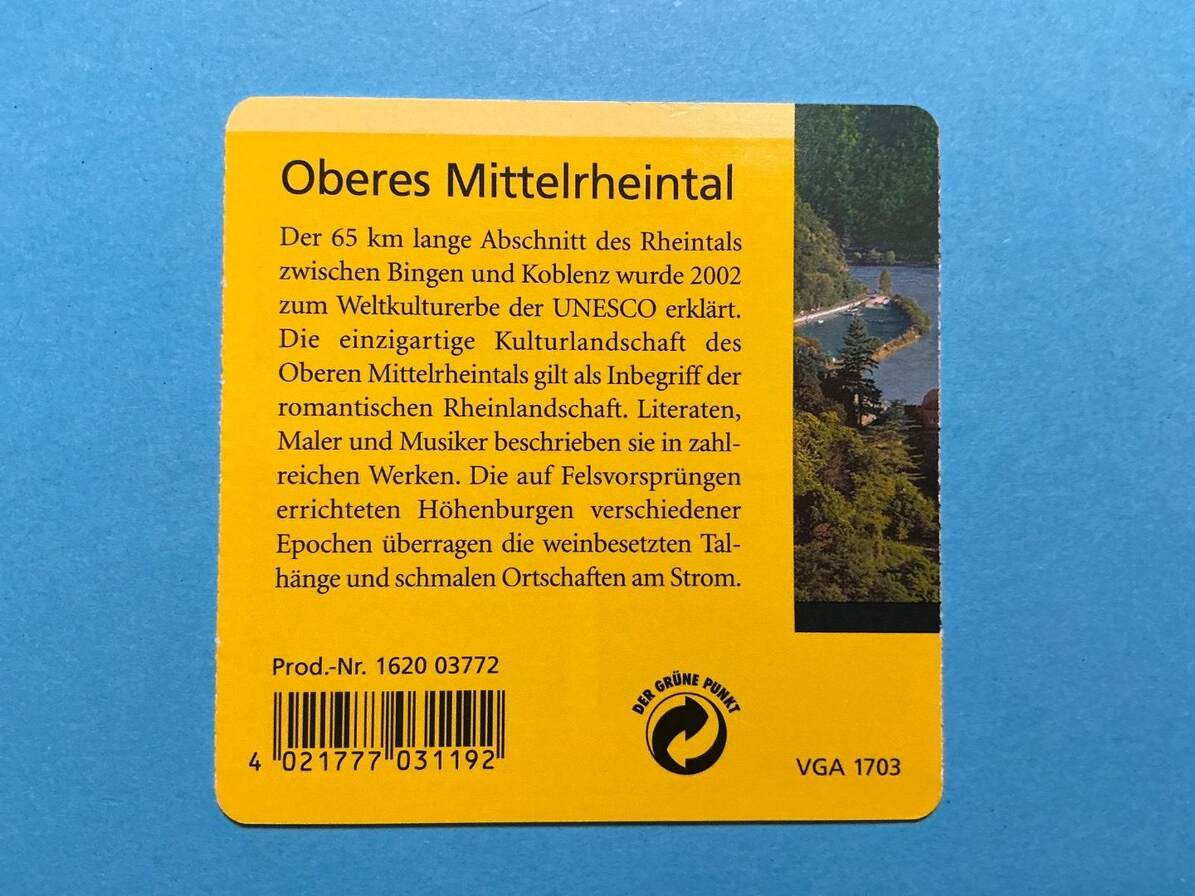 Oberes Mittelrheintal
Der 65 km lange Abschnitt des Rheintals
zwischen Bingen und Koblenz wurde 2002
zum Weltkulturerbe der UNESCO erklärt.
Die einzigartige Kulturlandschaft des
Oberen Mittelrheintals gilt als Inbegriff der
romantischen Rheinlandschaft. Literaten,
Maler und Musiker beschrieben sie in zahl-
reichen Werken. Die auf Felsvorsprüngen
errichteten Höhenburgen verschiedener
Epochen überragen die weinbesetzten Tal-
hänge und schmalen Ortschaften am Strom.
Prod.-Nr. 1620 03772
4 021777 031192
DER GRÜNE PUNKT
VGA 1703